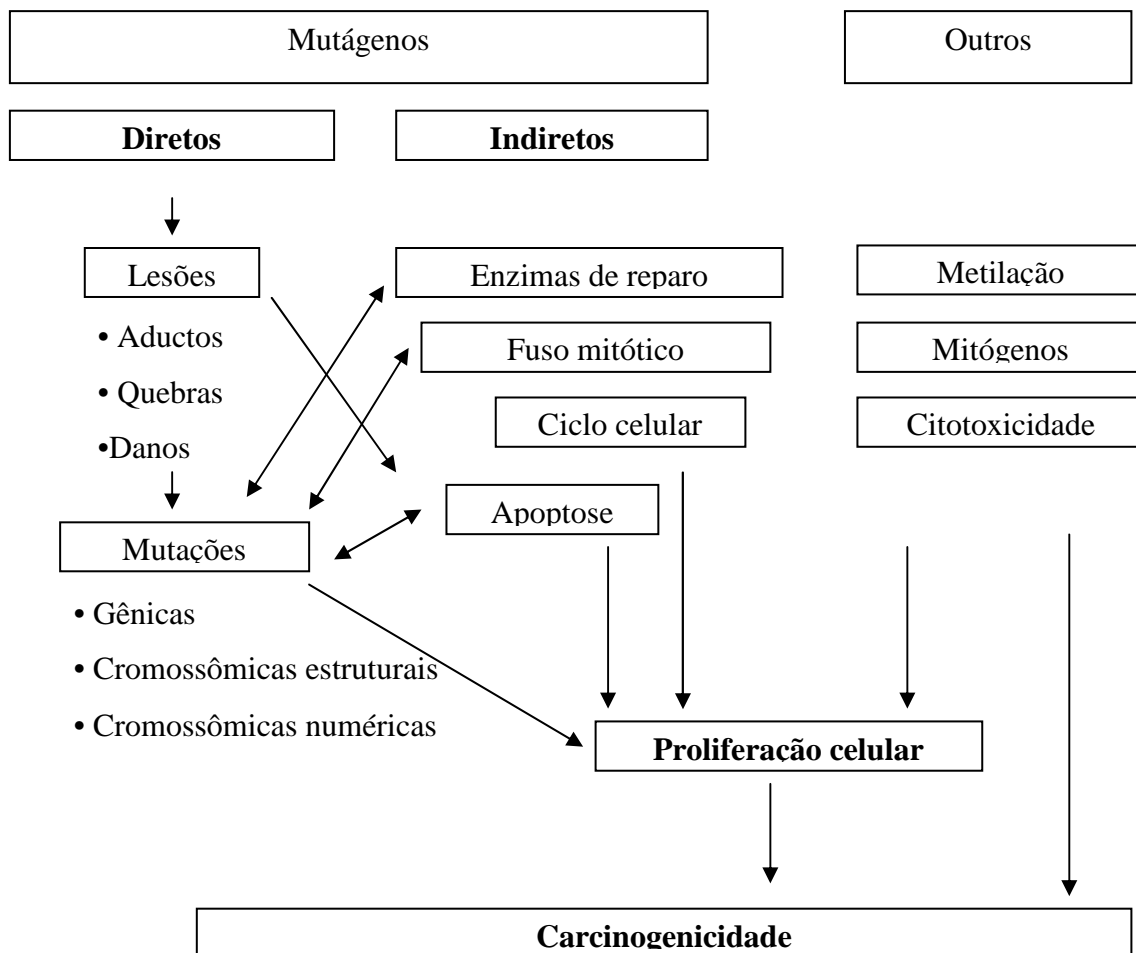 Mutágenos
Outros
Diretos
Indiretos
Lesões
Enzimas de reparo
Metilação
• Aductos
Fuso mitótico
Mitógenos
• Quebras
Ciclo celular
Citotoxicidade
•Danos
Apoptose
Mutações
• Gênicas
• Cromossômicas estruturais
• Cromossômicas numéricas
Proliferação celular
Carcinogenicidade